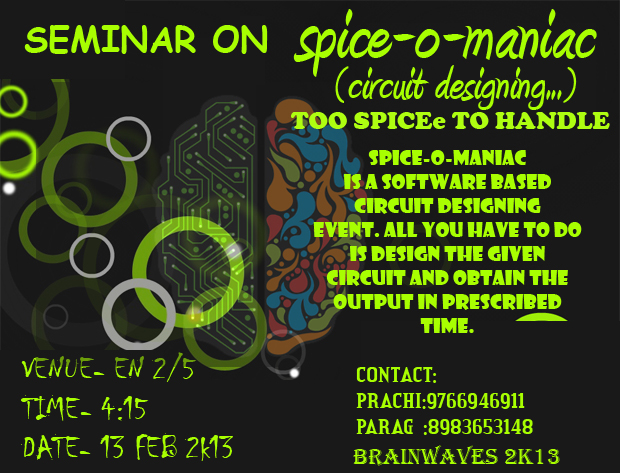 SEMINAR ON spice-o-maniac
(circuit designing...)
TOO SPICEe TO HANDLE
SPICE-O-MANIAC
IS A SOFTWARE BASED
CIRCUIT DESIGNING
EVENT. ALL YOU HAVE TO DO
IS DESIGN THE GIVEN
CIRCUIT AND OBTAIN THE
OUTPUT IN PRESCRIBED
TIME.
VENUE- EN 2/5
TIME- 4:15
DATE- 13 FEB 2K13
CONTACT:
PRACHI:9766946911
PARAG :8983653148
BRAINWAVES 2K13